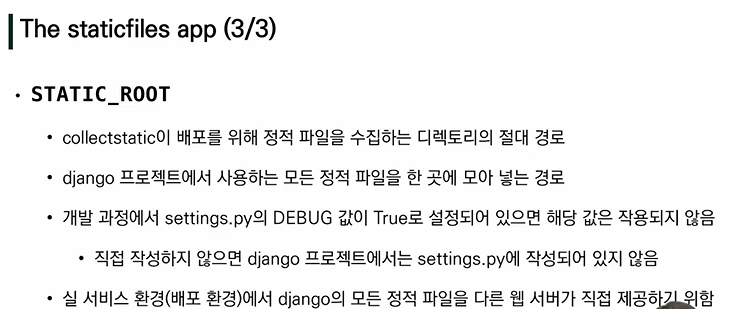 The staticfiles app (3/3)
• STATIC_ROOT
• collectstatic이 배포를 위해 정적 파일을 수집하는 디렉토리의 절대 경로
• django 프로젝트에서 사용하는 모든 정적 파일을 한 곳에 모아 넣는 경로
• 개발 과정에서 settings.py의 DEBUG 값이 True로 설정되어 있으면 해당 값은 작용되지 않음
• 직접 작성하지 않으면 django 프로젝트에서는 settings.py에 작성되어 있지 않음
• 실 서비스 환경(배포 환경)에서 django의 모든 정적 파일을 다른 웹 서버가 직접 제공하기 위함